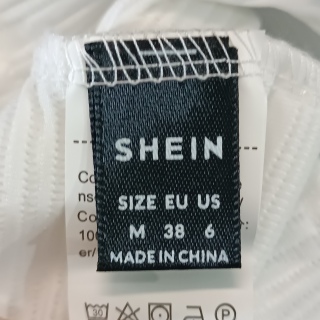 SHEIN
SIZE EU US
M 38 6
MADE IN CHINA